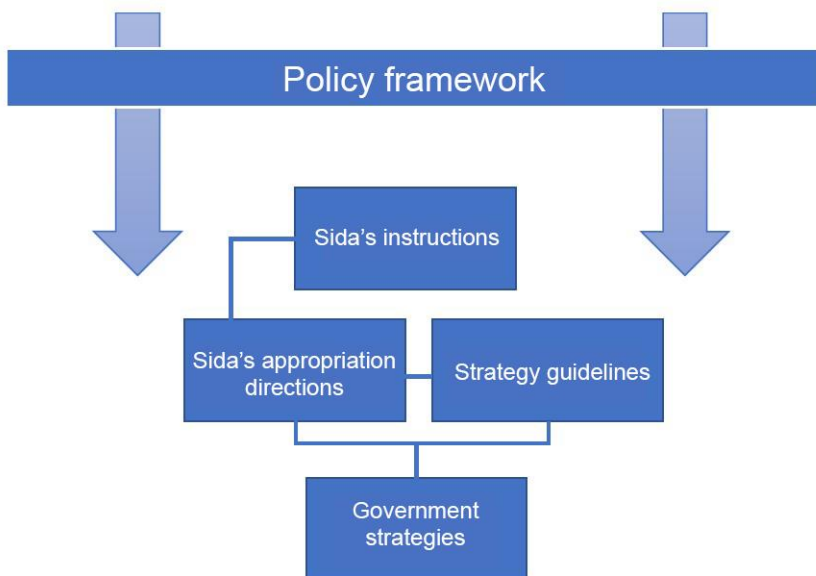 Policy framework
Sida’s instructions
Sida’s appropriation
directions
Strategy guidelines
Government
strategies